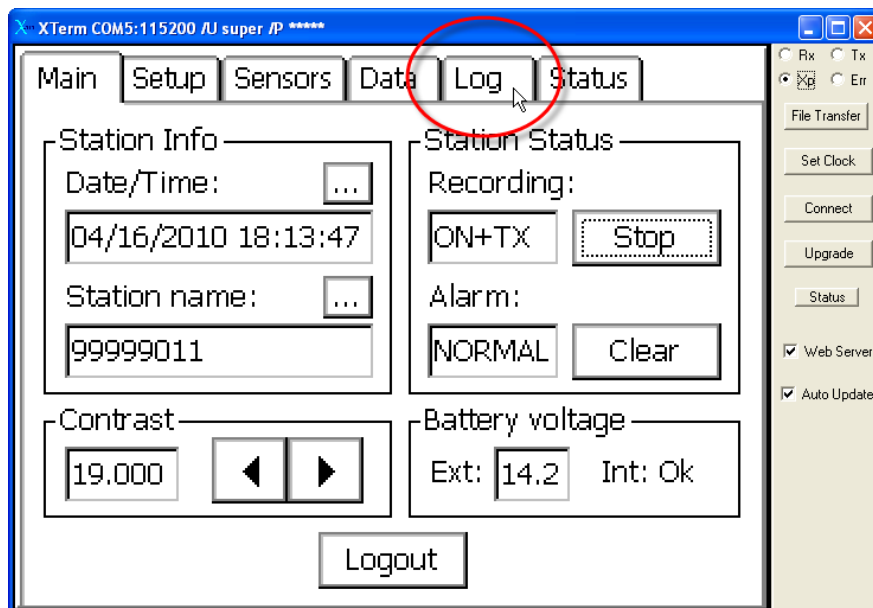 XTerm COM5:115200 /U super /P *****
Main Setup Sensors Data Log Status
Station Info
Date/Time: ...
04/16/2010 18:13:47
Station name: ...
99999011
Station Status
Recording:
ON+TX Stop
Alarm:
NORMAL Clear
Contrast
19.000
Battery voltage
Ext: 14.2 Int: Ok
Logout
Rx Tx
Xp Err
File Transfer
Set Clock
Connect
Upgrade
Status
Web Server
Auto Update